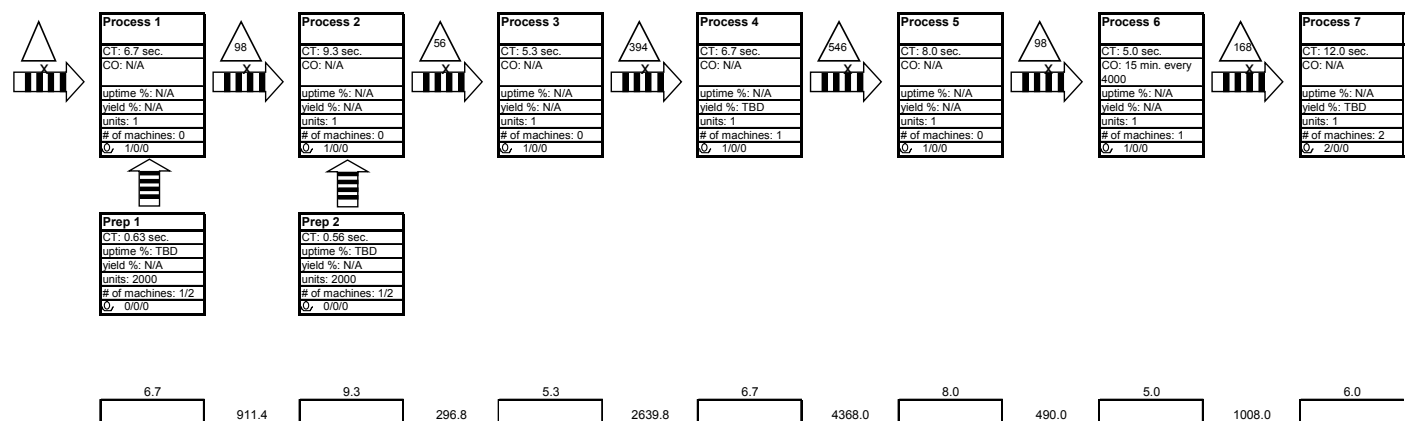 Process 1
CT: 6.7 sec.
CO: N/A
uptime %: N/A
yield %: N/A
units: 1
# of machines: 0
1/0/0
98
X
X
Process 2
CT: 9.3 sec.
CO: N/A
uptime %: N/A
yield %: N/A
units: 1
# of machines: 0
1/0/0
56
X
Process 3
CT: 5.3 sec.
CO: N/A
uptime %: N/A
yield %: N/A
units: 1
# of machines: 0
1/0/0
394
X
Process 4
CT: 6.7 sec.
CO: N/A
uptime %: N/A
yield %: TBD
units: 1
# of machines: 1
1/0/0
546
X
Process 5
CT: 8.0 sec.
CO: N/A
uptime %: N/A
yield %: N/A
units: 1
# of machines: 0
1/0/0
98
X
Process 6
CT: 5.0 sec.
CO: 15 min. every
4000
uptime %: N/A
yield %: N/A
units: 1
# of machines: 1
1/0/0
168
X
Process 7
CT: 12.0 sec.
CO: N/A
uptime %: N/A
yield %: TBD
units: 1
# of machines: 2
2/0/0
Prep 1
CT: 0.63 sec.
uptime %: TBD
yield %: N/A
units: 2000
# of machines: 1/2
0/0/0
Prep 2
CT: 0.56 sec.
uptime %: TBD
yield %: N/A
units: 2000
# of machines: 1/2
0/0/0
6.7 9.3 5.3 6.7 8.0 5.0 6.0
911.4 296.8 2639.8 4368.0 490.0 1008.0